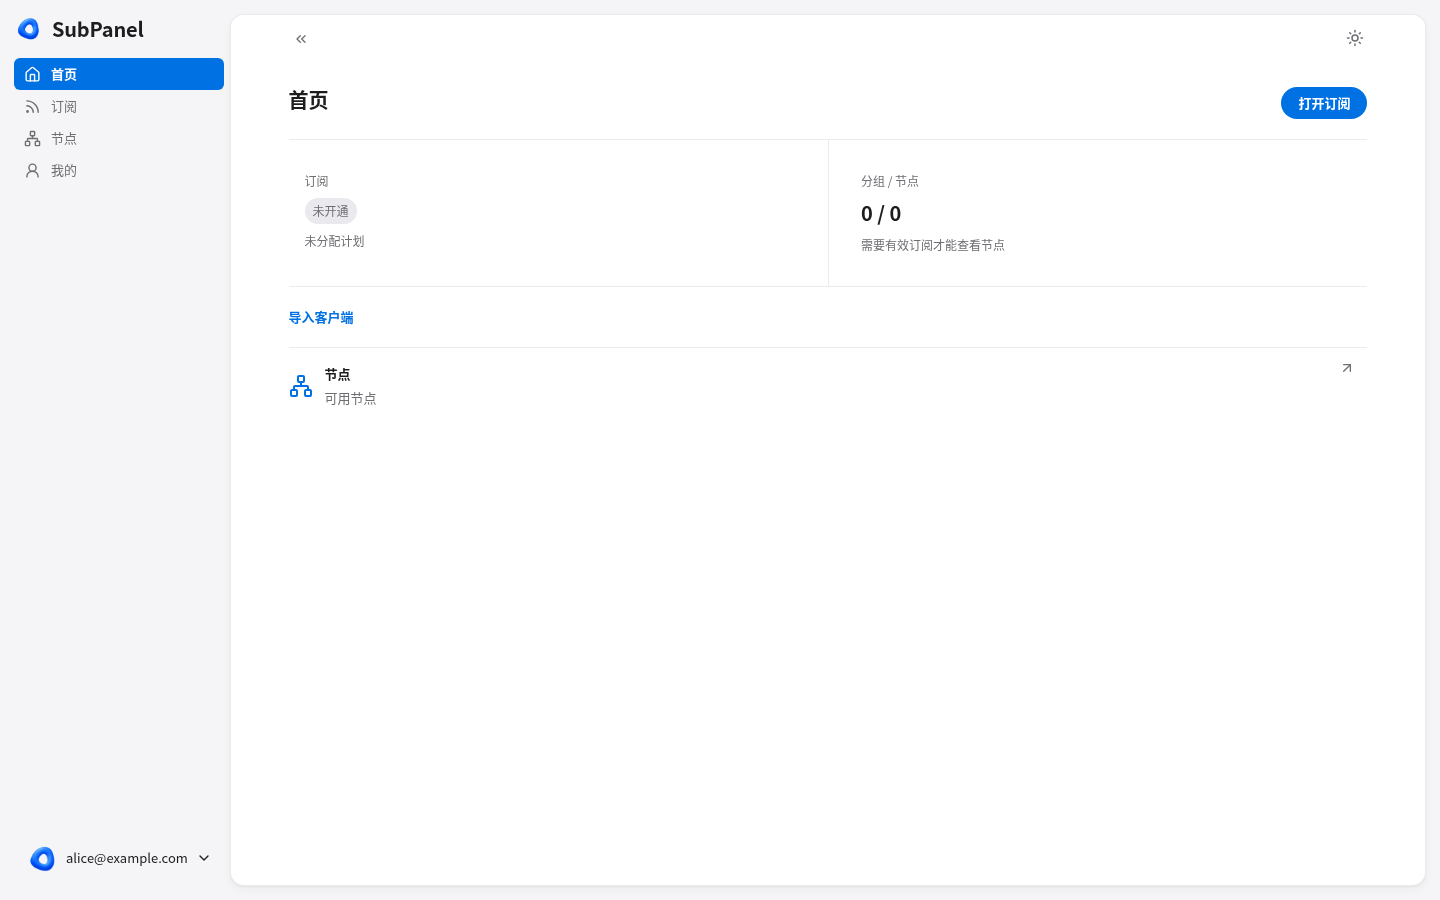 SubPanel
首页
订阅
节点
我的
alice@example.com
首页
打开订阅
订阅
未开通
未分配计划
分组 / 节点
0 / 0
需要有效订阅才能查看节点
导入客户端
节点
可用节点